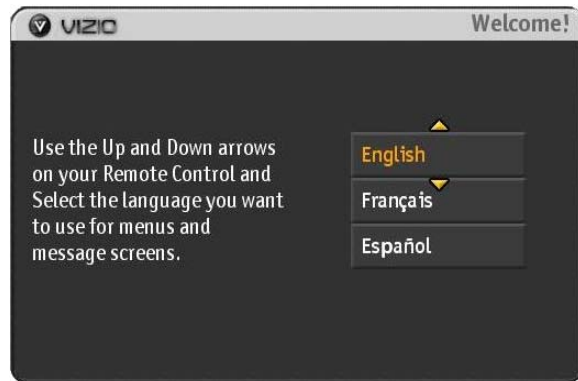 VIZIO
Welcome!
Use the Up and Down arrows
on your Remote Control and
Select the language you want
to use for menus and
message screens.
English
Français
Español